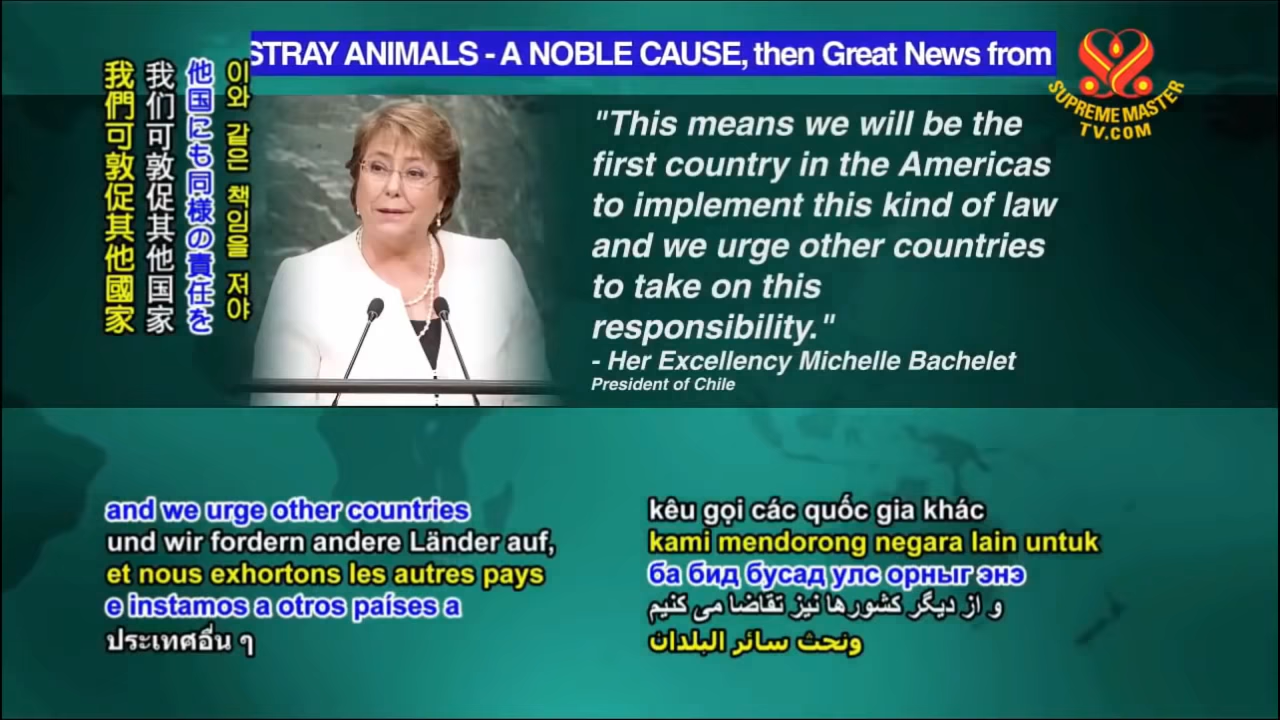 STRAY ANIMALS - A NOBLE CAUSE, then Great News from
SUPREME MASTER
TV.COM
我們可敦促其他國家
我们可敦促其他国家
他国にも同様の責任を
이와 같은 책임을 져야
"This means we will be the
first country in the Americas
to implement this kind of law
and we urge other countries
to take on this
responsibility."
- Her Excellency Michelle Bachelet
President of Chile
and we urge other countries
und wir fordern andere Länder auf,
et nous exhortons les autres pays
e instamos a otros países a
ประเทศอื่น ๆ
kêu gọi các quốc gia khác
kami mendorong negara lain untuk
ба бид бусад улс орныг энэ
و از دیگر کشورها نیز تقاضا می کنیم
ونحث سائر البلدان